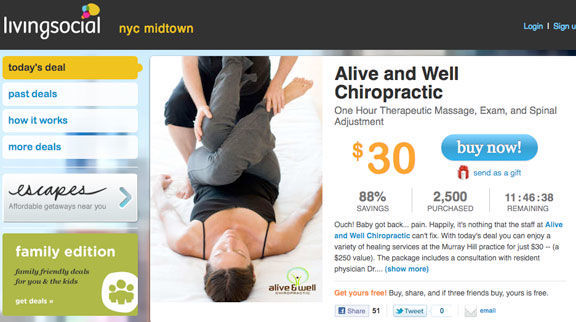 livingsocial
nyc midtown
Login | Sign u
today's deal
past deals
how it works
more deals
escapes
Affordable getaways near you
family edition
family friendly deals
for you & the kids
get deals »
alive & well
CHIROPRACTIC
Alive and Well
Chiropractic
One Hour Therapeutic Massage, Exam, and Spinal
Adjustment
$30
buy now!
send as a gift
88%
SAVINGS
2,500
PURCHASED
11:46:38
REMAINING
Ouch! Baby got back... pain. Happily, it's nothing that the staff at Alive
and Well Chiropractic can't fix. With today's deal you can enjoy a
variety of healing services at the Murray Hill practice for just $30 -- (a
$250 value). The package includes a consultation with resident
physician Dr.... (show more)
Get yours free! Buy, share, and if three friends buy, yours is free.
Share 51
Tweet 0
email